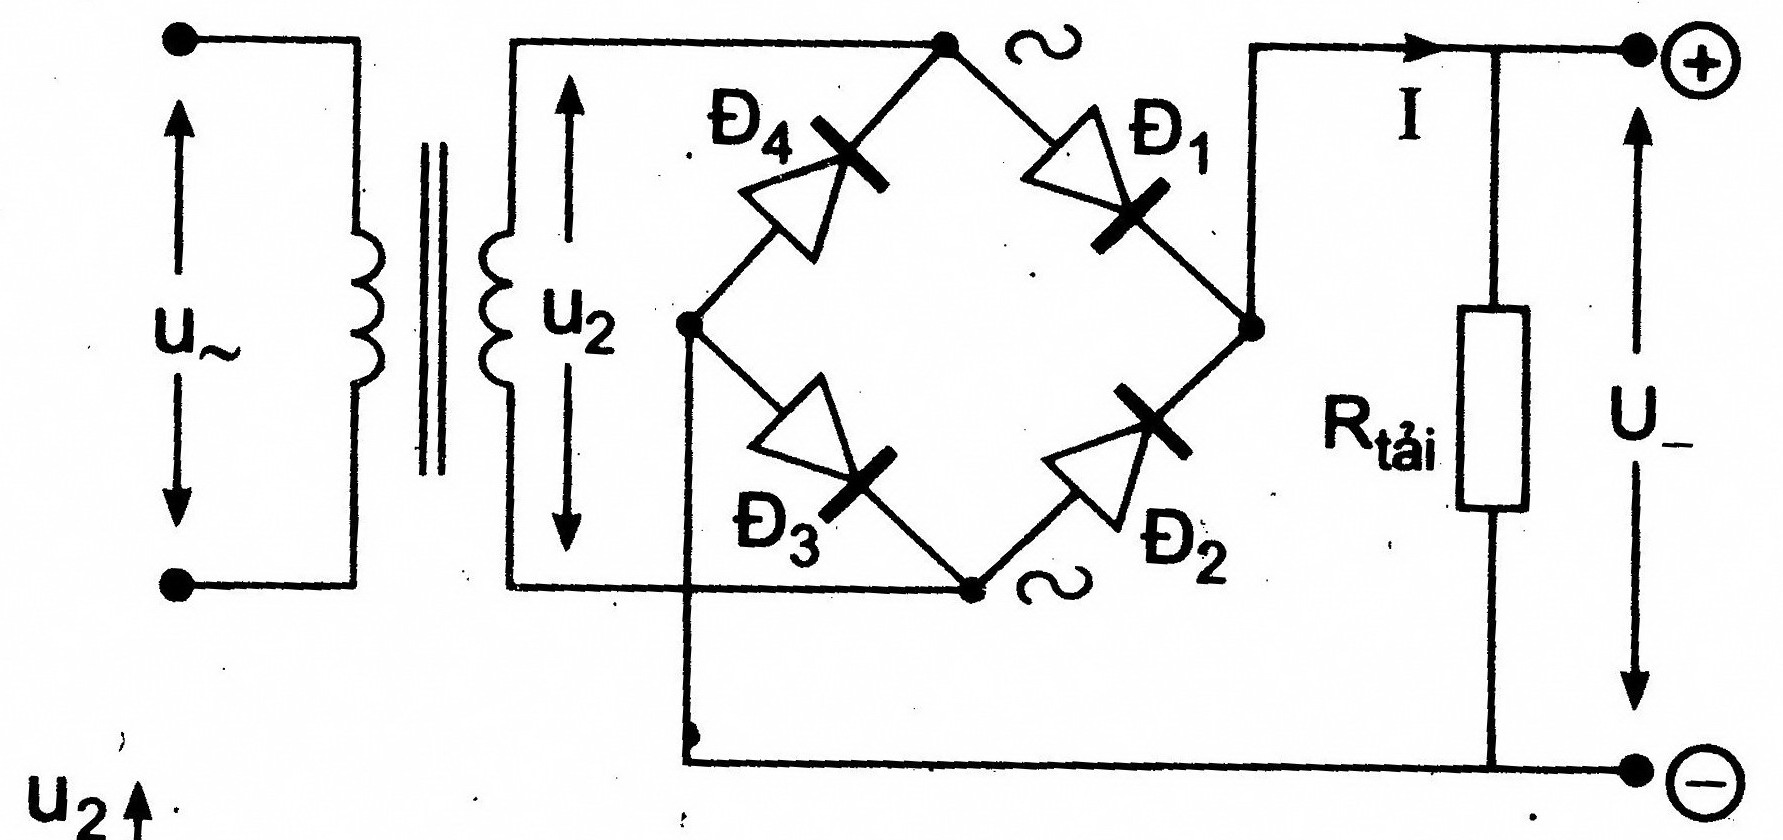 ~
Đ4
Đ1
I
+
u~
u2
Rtải
U–
Đ3
Đ2
~
−
u2